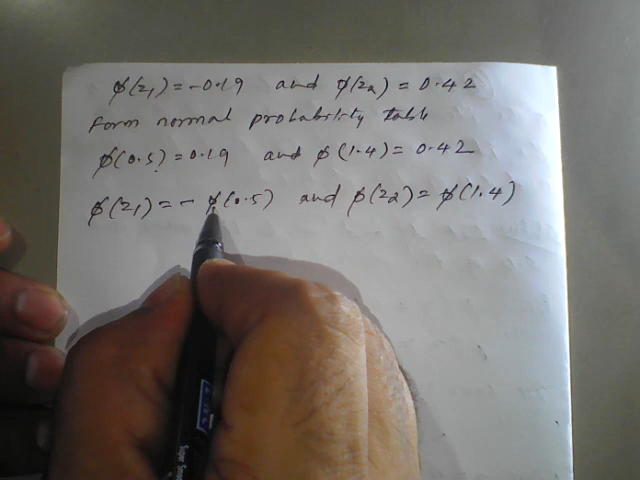 φ(z₁) = -0.19 and φ(z₂) = 0.42
form normal probability table
φ(0.5) = 0.19 and φ(1.4) = 0.42
φ(z₁) = - φ(0.5) and φ(z₂) = φ(1.4)